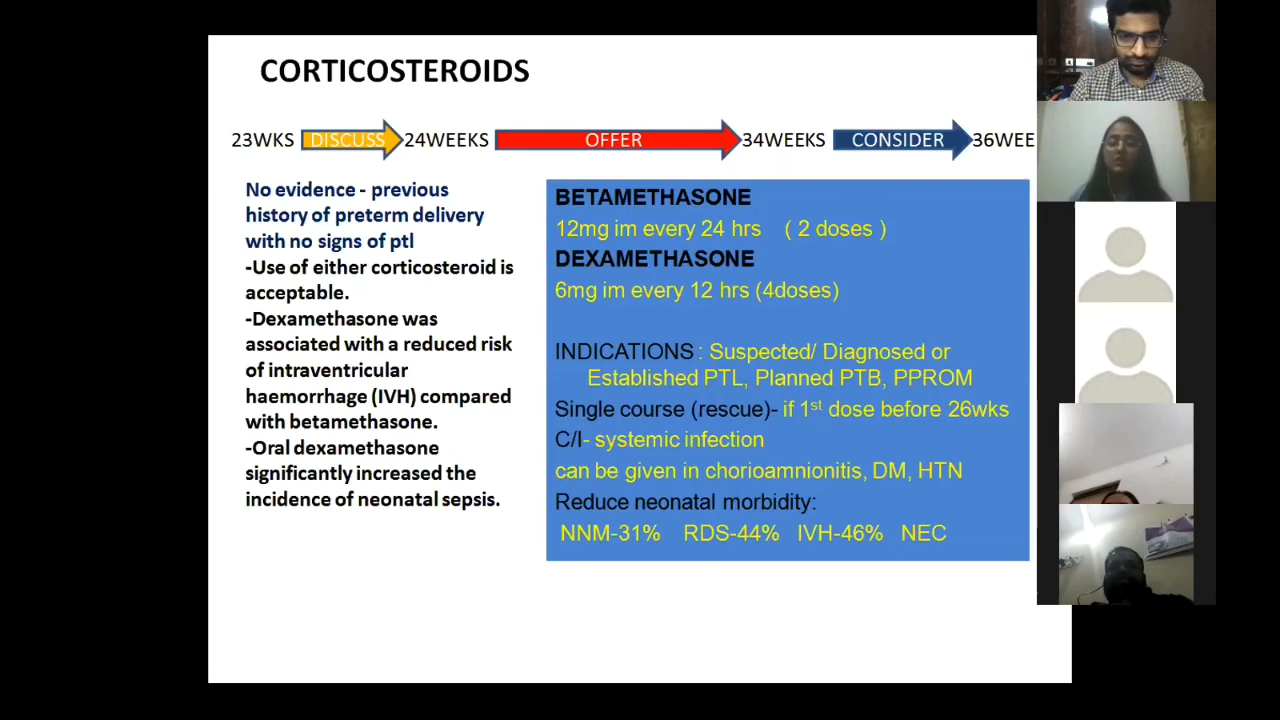 CORTICOSTEROIDS
23WKS DISCUSS 24WEEKS OFFER 34WEEKS CONSIDER 36WEE
No evidence - previous
history of preterm delivery
with no signs of ptl
-Use of either corticosteroid is
acceptable.
-Dexamethasone was
associated with a reduced risk
of intraventricular
haemorrhage (IVH) compared
with betamethasone.
-Oral dexamethasone
significantly increased the
incidence of neonatal sepsis.
BETAMETHASONE
12mg im every 24 hrs ( 2 doses )
DEXAMETHASONE
6mg im every 12 hrs (4doses)
INDICATIONS : Suspected/ Diagnosed or
Established PTL, Planned PTB, PPROM
Single course (rescue)- if 1st dose before 26wks
C/I- systemic infection
can be given in chorioamnionitis, DM, HTN
Reduce neonatal morbidity:
NNM-31% RDS-44% IVH-46% NEC